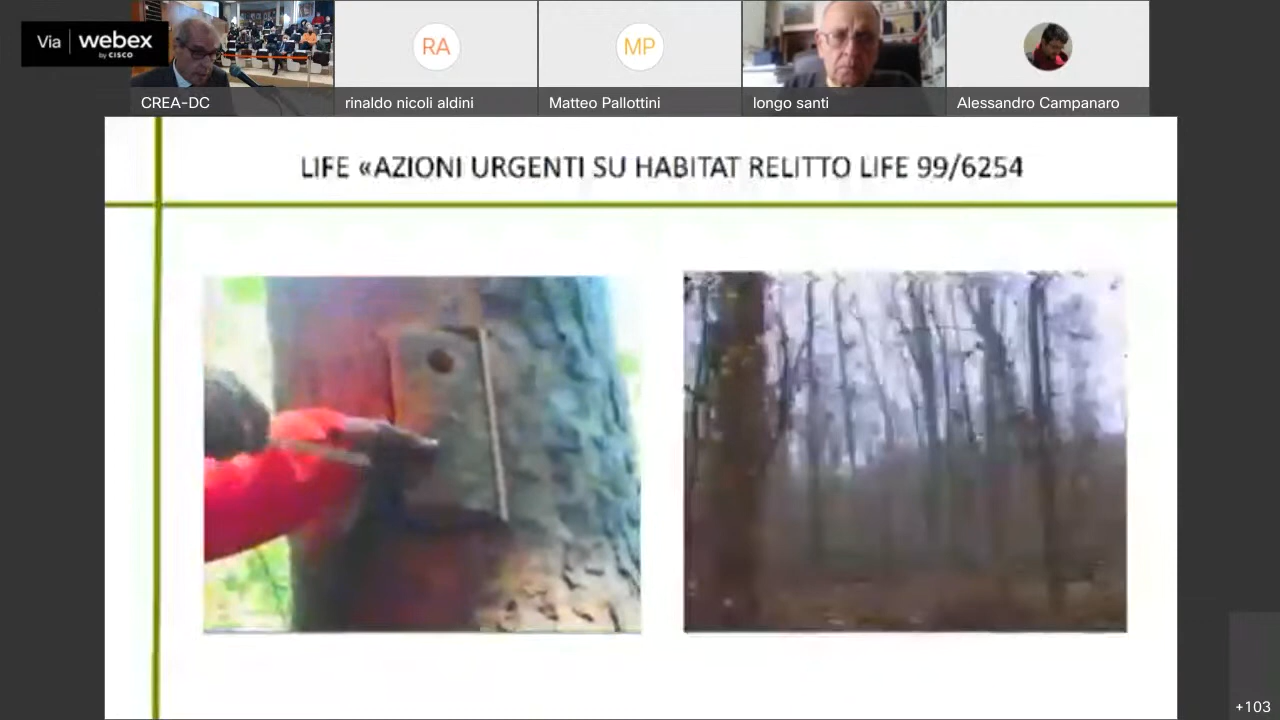 Via webex
by CISCO
RA
MP
CREA-DC
rinaldo nicoli aldini
Matteo Pallottini
longo santi
Alessandro Campanaro
LIFE «AZIONI URGENTI SU HABITAT RELITTO LIFE 99/6254
+103